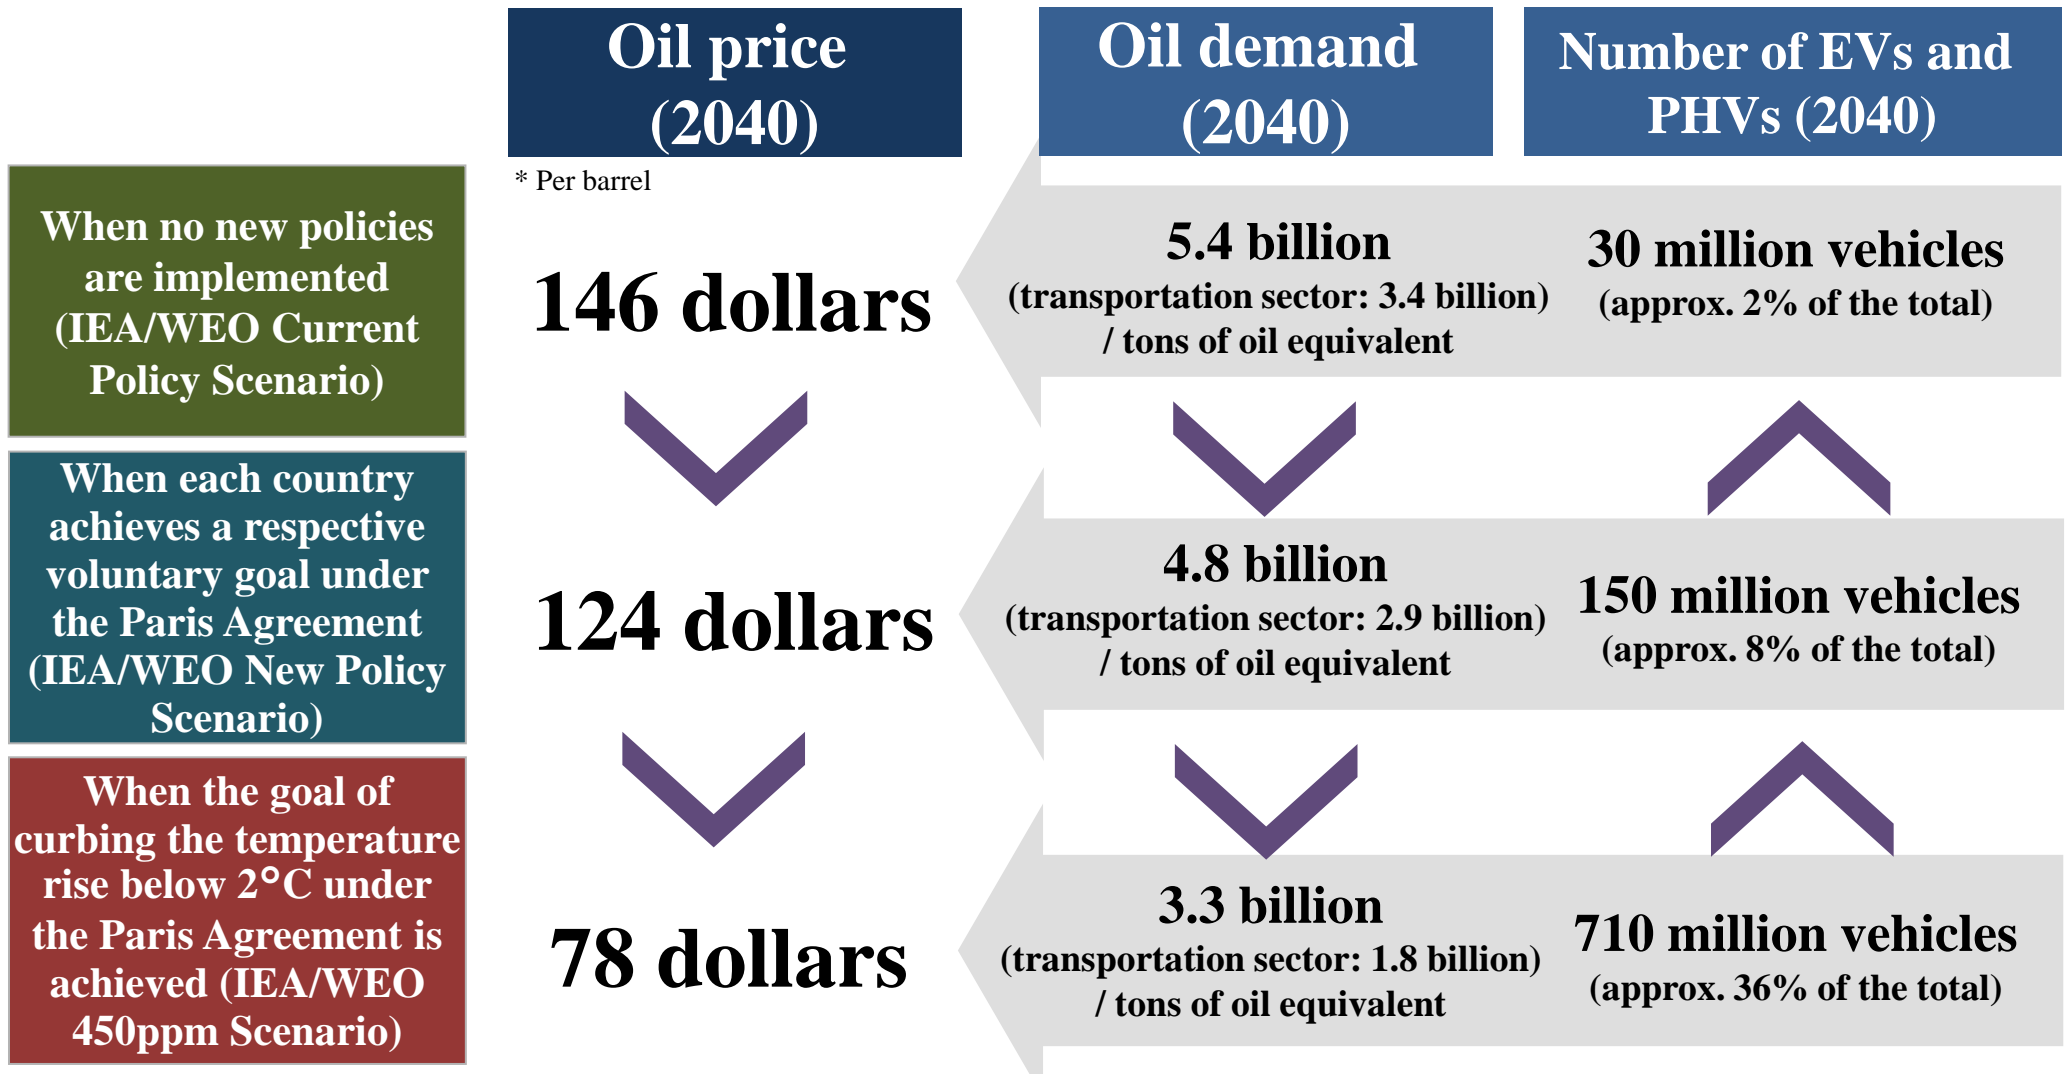 Oil price
(2040)
Oil demand
(2040)
Number of EVs and
PHVs (2040)
* Per barrel
When no new policies
are implemented
(IEA/WEO Current
Policy Scenario)
146 dollars
5.4 billion
(transportation sector: 3.4 billion)
/ tons of oil equivalent
30 million vehicles
(approx. 2% of the total)
When each country
achieves a respective
voluntary goal under
the Paris Agreement
(IEA/WEO New Policy
Scenario)
124 dollars
4.8 billion
(transportation sector: 2.9 billion)
/ tons of oil equivalent
150 million vehicles
(approx. 8% of the total)
When the goal of
curbing the temperature
rise below 2°C under
the Paris Agreement is
achieved (IEA/WEO
450ppm Scenario)
78 dollars
3.3 billion
(transportation sector: 1.8 billion)
/ tons of oil equivalent
710 million vehicles
(approx. 36% of the total)